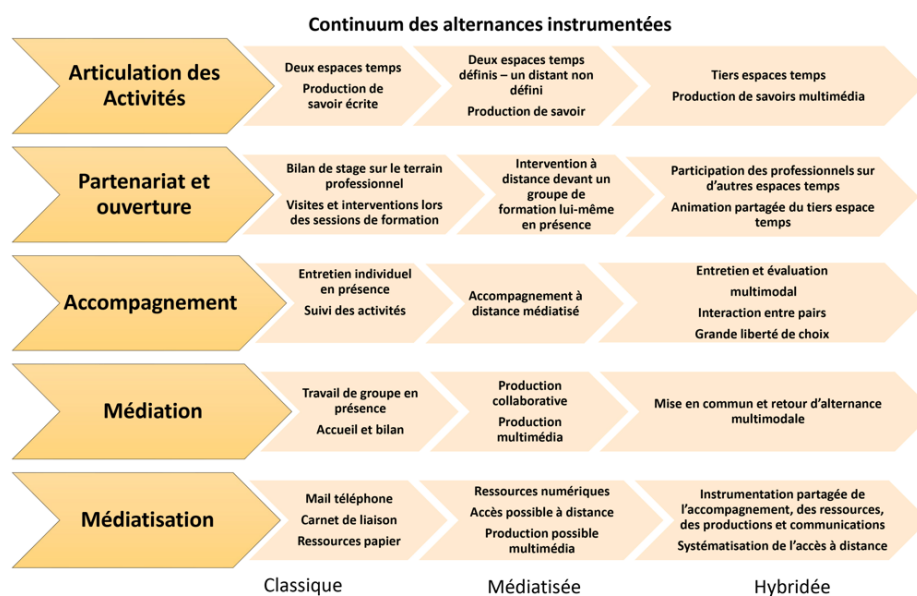 Continuum des alternances instrumentées
Articulation des
Activités
Deux espaces temps
Production de
savoir écrite
Deux espaces temps
définis – un distant non
défini
Production de savoir
Tiers espaces temps
Production de savoirs multimédia
Partenariat et
ouverture
Bilan de stage sur le terrain
professionnel
Visites et interventions lors
des sessions de formation
Intervention à
distance devant un
groupe de
formation lui-même
en présence
Participation des professionnels sur
d'autres espaces temps
Animation partagée du tiers espace
temps
Accompagnement
Entretien individuel
en présence
Suivi des activités
Accompagnement à
distance médiatisé
Entretien et évaluation
multimodal
Interaction entre pairs
Grande liberté de choix
Médiation
Travail de groupe en
présence
Accueil et bilan
Production
collaborative
Production
multimédia
Mise en commun et retour d'alternance
multimodale
Médiatisation
Mail téléphone
Carnet de liaison
Ressources papier
Ressources numériques
Accès possible à distance
Production possible
multimédia
Instrumentation partagée de
l'accompagnement, des ressources,
des productions et communications
Systématisation de l'accès à distance
Classique
Médiatisée
Hybridée